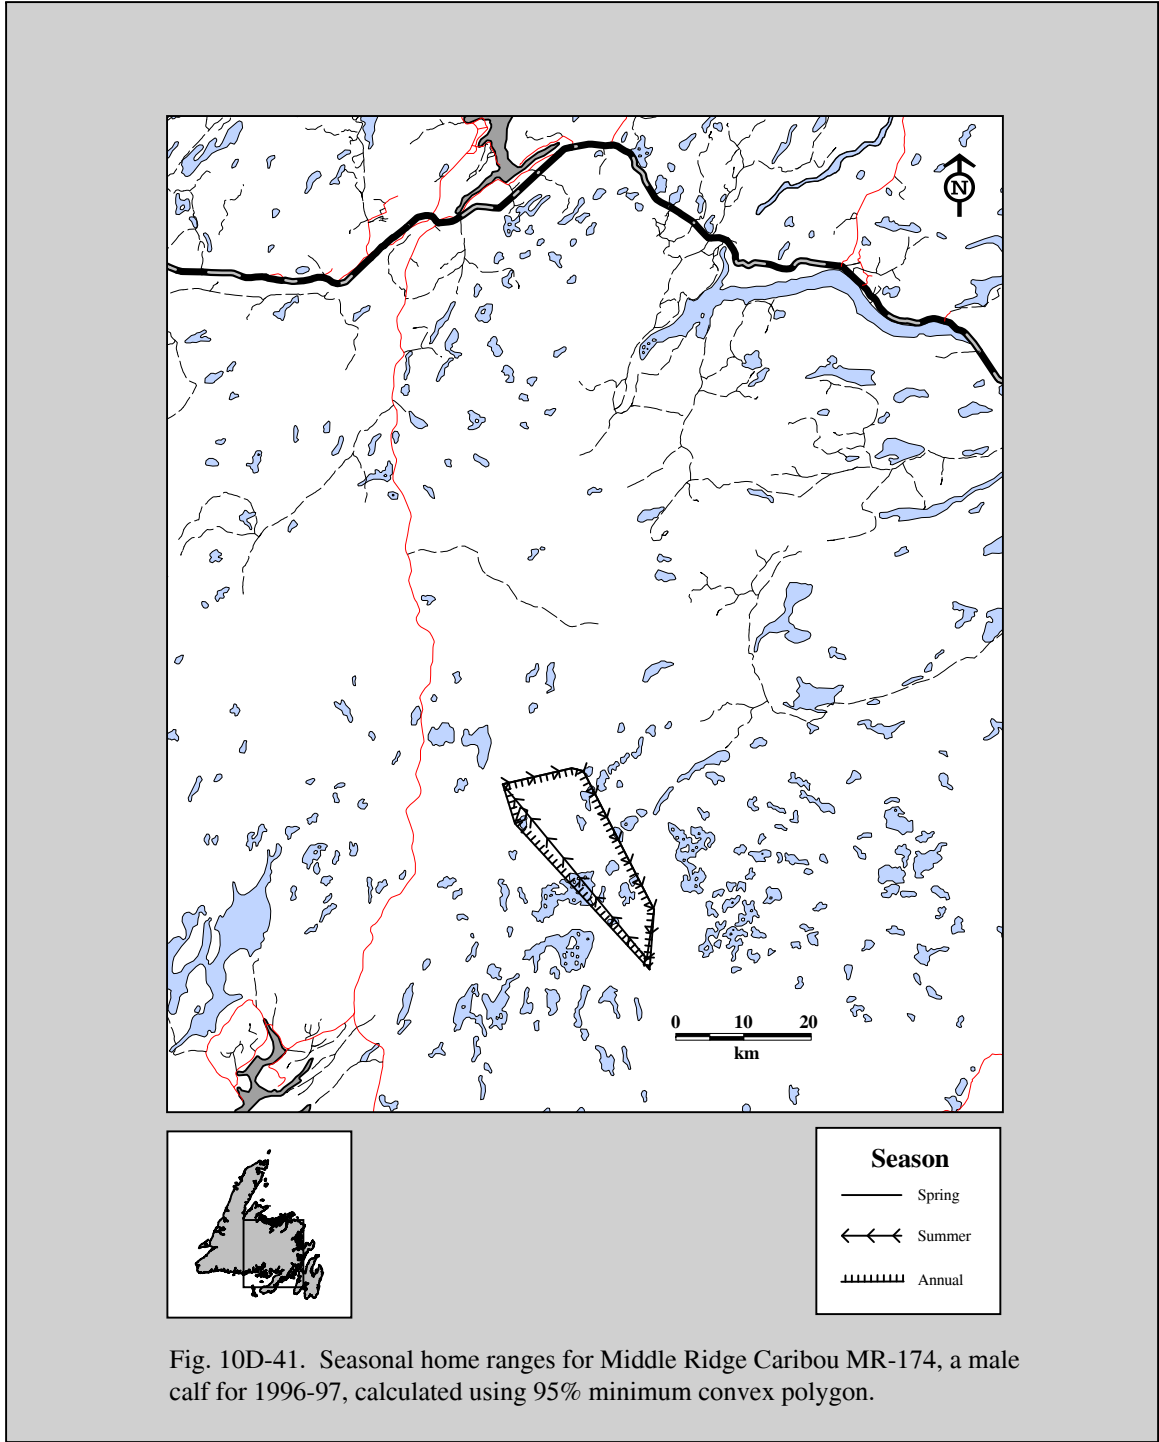 N
0 10 20
km
Season
Spring
Summer
Annual
Fig. 10D-41. Seasonal home ranges for Middle Ridge Caribou MR-174, a male
calf for 1996-97, calculated using 95% minimum convex polygon.